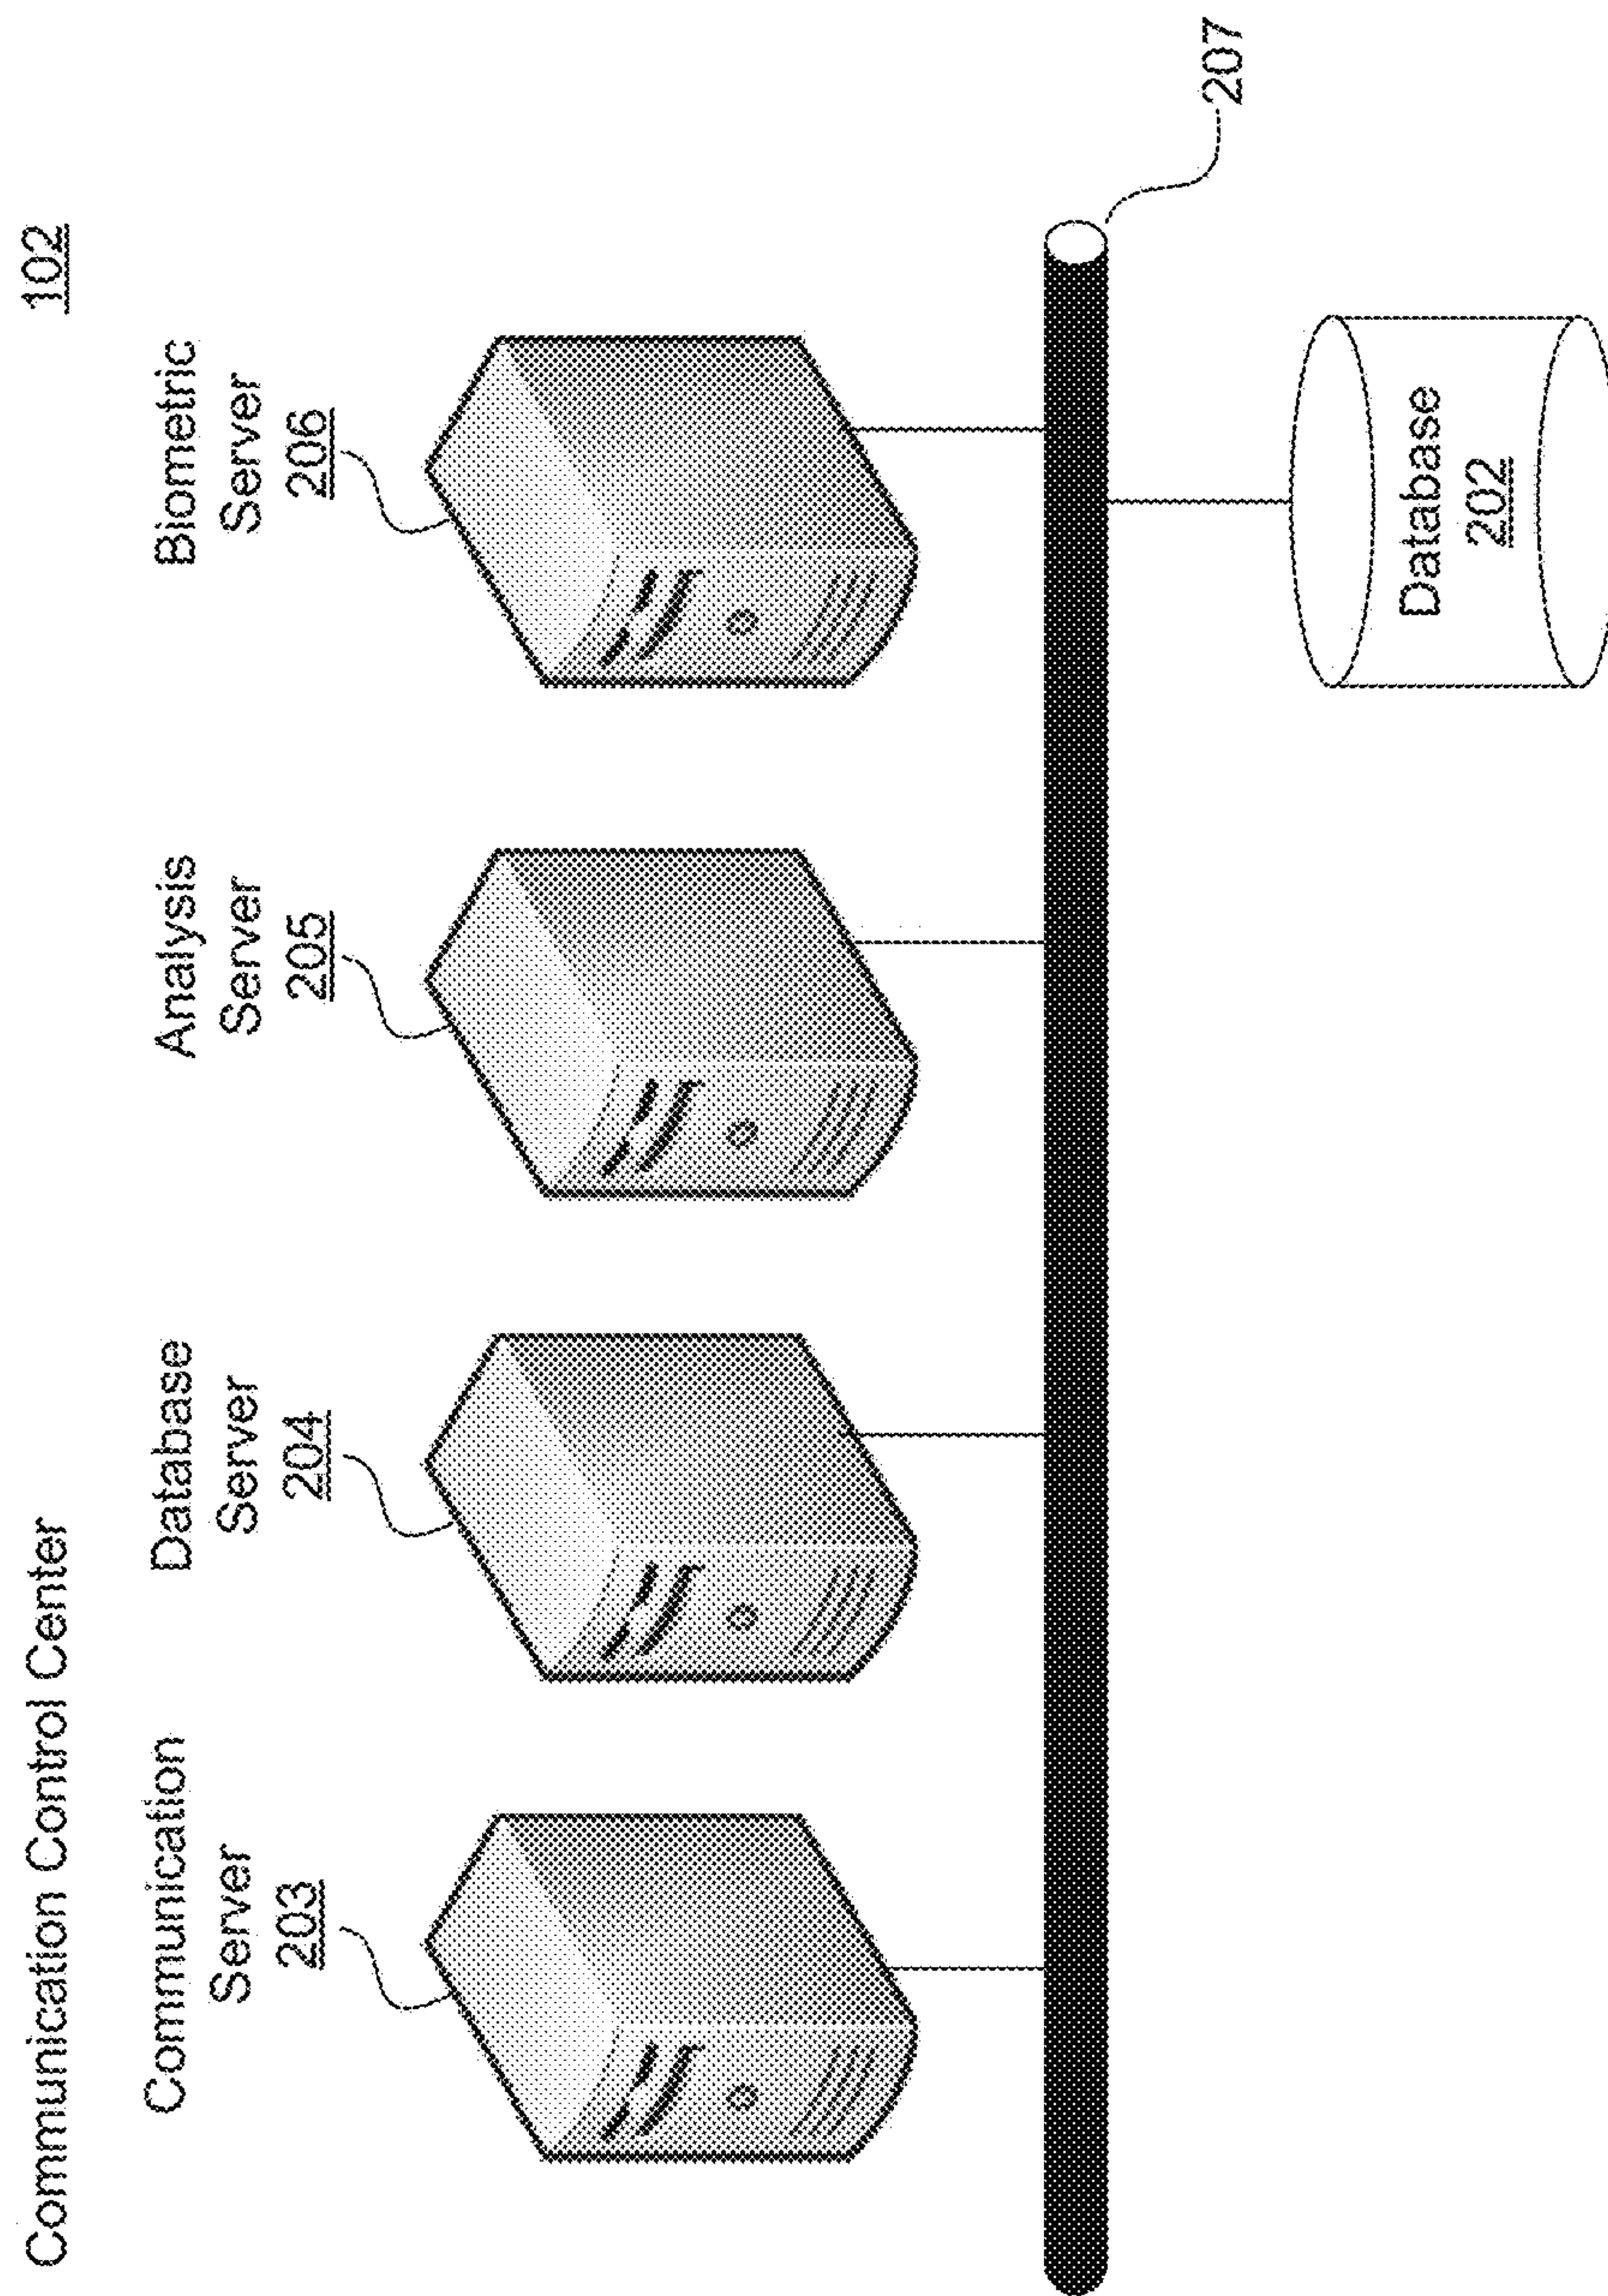 Communication Control Center
102
Communication
Server
203
Database
Server
204
Analysis
Server
205
Biometric
Server
206
207
Database
202